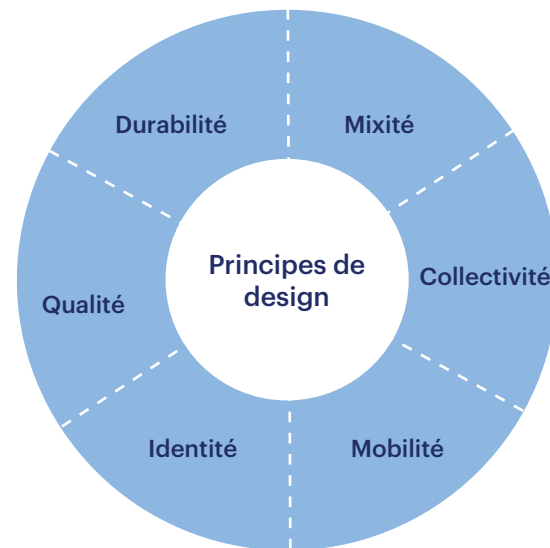 Durabilité
Mixité
Principes de
design
Collectivité
Qualité
Identité
Mobilité